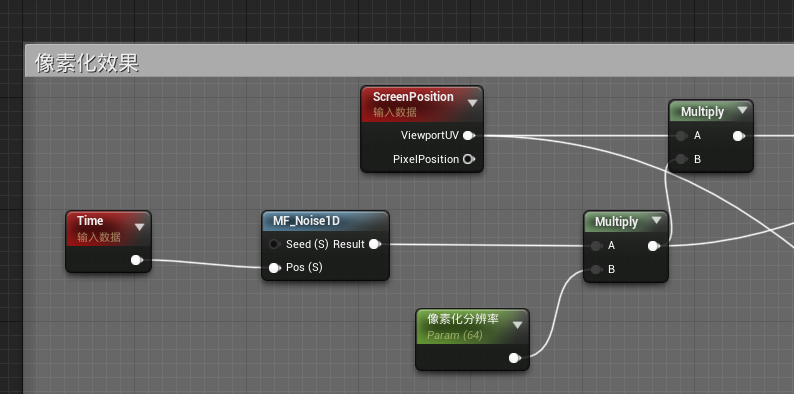 像素化效果
ScreenPosition
输入数据
ViewportUV
PixelPosition
Multiply
A
B
Time
输入数据
MF_Noise1D
Seed (S) Result
Pos (S)
Multiply
A
B
像素化分辨率
Param (64)